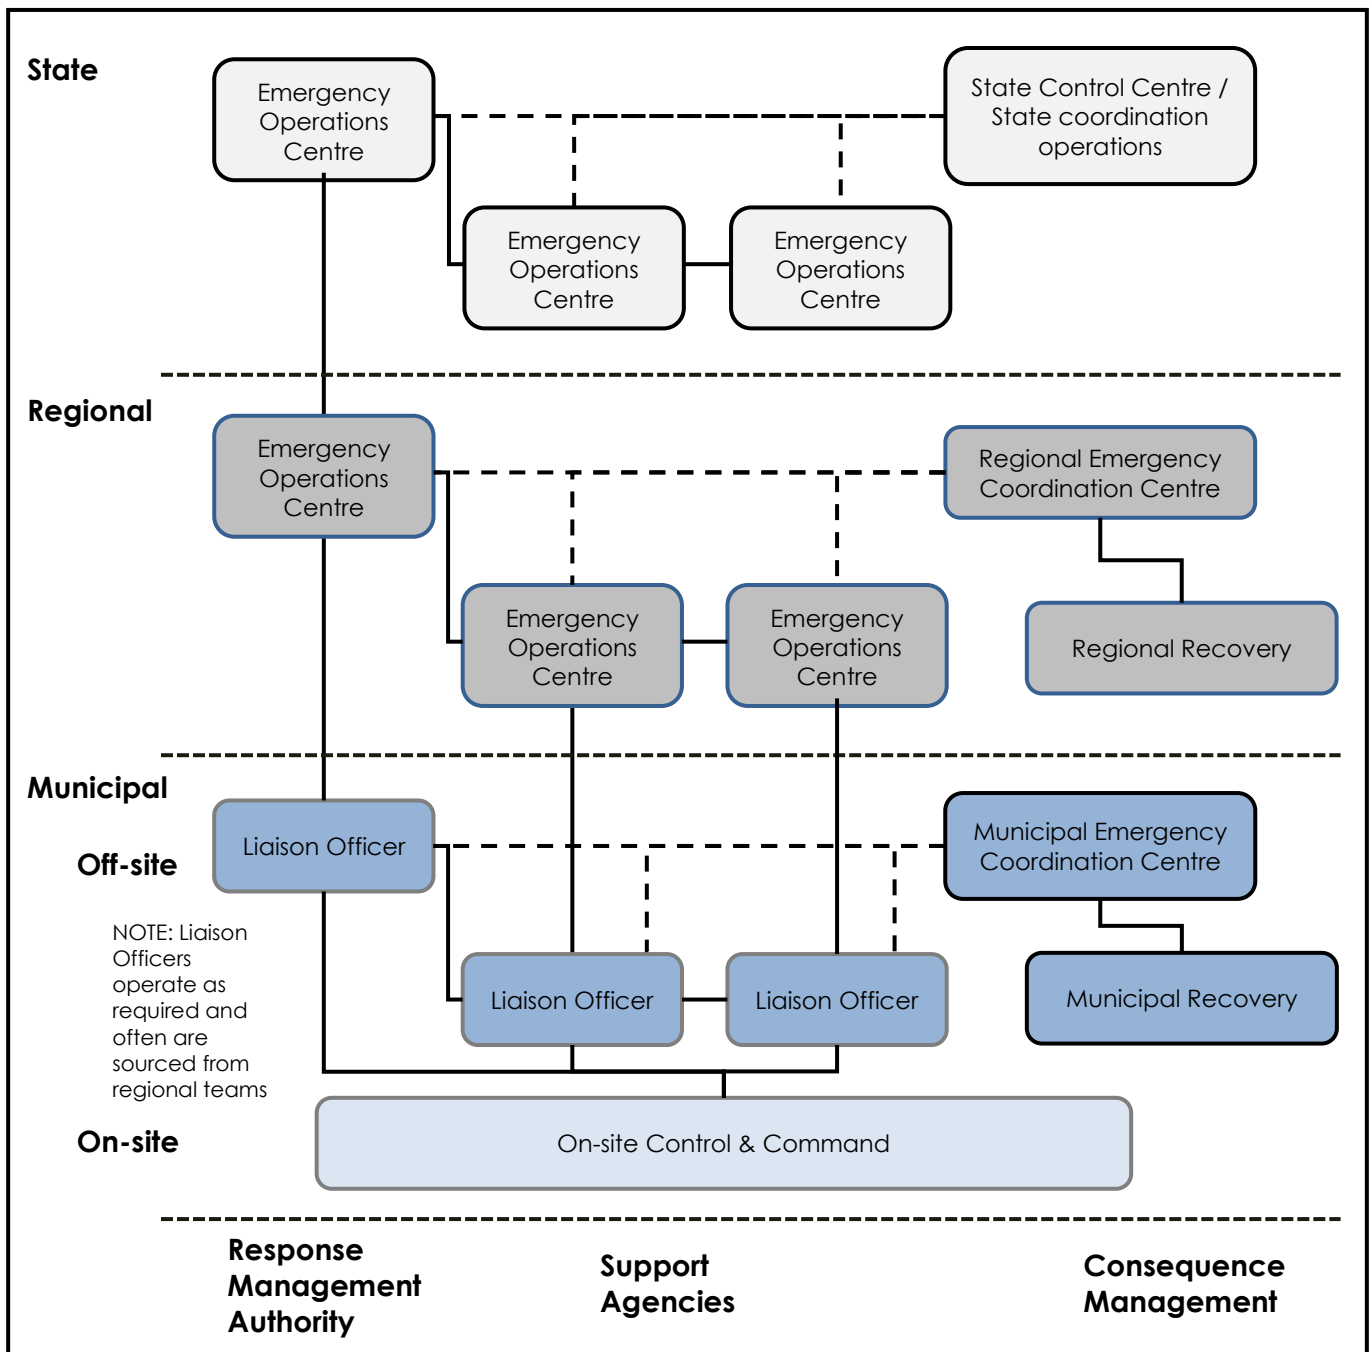 State
Emergency
Operations
Centre
State Control Centre /
State coordination
operations
Emergency
Operations
Centre
Emergency
Operations
Centre
Regional
Emergency
Operations
Centre
Regional Emergency
Coordination Centre
Emergency
Operations
Centre
Emergency
Operations
Centre
Regional Recovery
Municipal
Liaison Officer
Municipal Emergency
Coordination Centre
Off-site
NOTE: Liaison
Officers
operate as
required and
often are
sourced from
regional teams
Liaison Officer
Liaison Officer
Municipal Recovery
On-site
On-site Control & Command
Response
Management
Authority
Support
Agencies
Consequence
Management